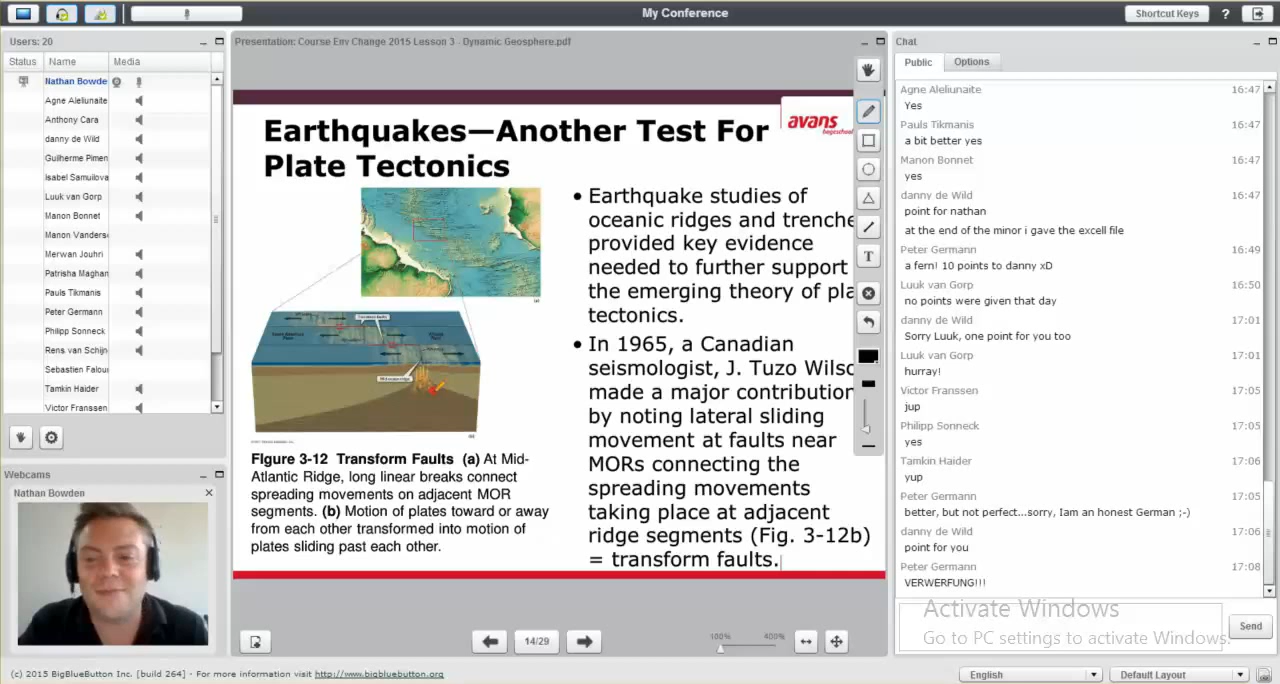 My Conference
Shortcut Keys
?
Users: 20
Status Name Media
Nathan Bowde
Agne Aleliunaite
Anthony Cara
danny de Wild
Guilherme Pimen
Isabel Samuilova
Luuk van Gorp
Manon Bonnet
Manon Vanders
Merwan Jouhri
Patrisha Maghan
Pauls Tikmanis
Peter Germann
Philipp Sonneck
Rens van Schijn
Sebastien Falou
Tamkin Haider
Victor Franssen
Webcams
Nathan Bowden
Presentation: Course Env Change 2015 Lesson 3 - Dynamic Geosphere.pdf
avans
hogeschool
Earthquakes—Another Test For
Plate Tectonics
• Earthquake studies of
oceanic ridges and trenche
provided key evidence
needed to further support
the emerging theory of pla
tectonics.
• In 1965, a Canadian
seismologist, J. Tuzo Wilso
made a major contribution
by noting lateral sliding
movement at faults near
MORs connecting the
spreading movements
taking place at adjacent
ridge segments (Fig. 3-12b)
= transform faults.
Figure 3-12 Transform Faults (a) At Mid-
Atlantic Ridge, long linear breaks connect
spreading movements on adjacent MOR
segments. (b) Motion of plates toward or away
from each other transformed into motion of
plates sliding past each other.
T
14/29
100% 400%
Chat
Public Options
Agne Aleliunaite 16:47
Yes
Pauls Tikmanis 16:47
a bit better yes
Manon Bonnet 16:47
yes
danny de Wild 16:47
point for nathan
at the end of the minor i gave the excell file
Peter Germann 16:49
a fern! 10 points to danny xD
Luuk van Gorp 16:50
no points were given that day
danny de Wild 17:01
Sorry Luuk, one point for you too
Luuk van Gorp 17:01
hurray!
Victor Franssen 17:05
jup
Philipp Sonneck 17:05
yes
Tamkin Haider 17:06
yup
Peter Germann 17:05
better, but not perfect...sorry, Iam an honest German ;-)
danny de Wild 17:06
point for you
Peter Germann 17:08
VERWERFUNG!!!
Activate Windows
Go to PC settings to activate Windows.
Send
(c) 2015 BigBlueButton Inc. [build 264] - For more information visit http://www.bigbluebutton.org
English
Default Layout